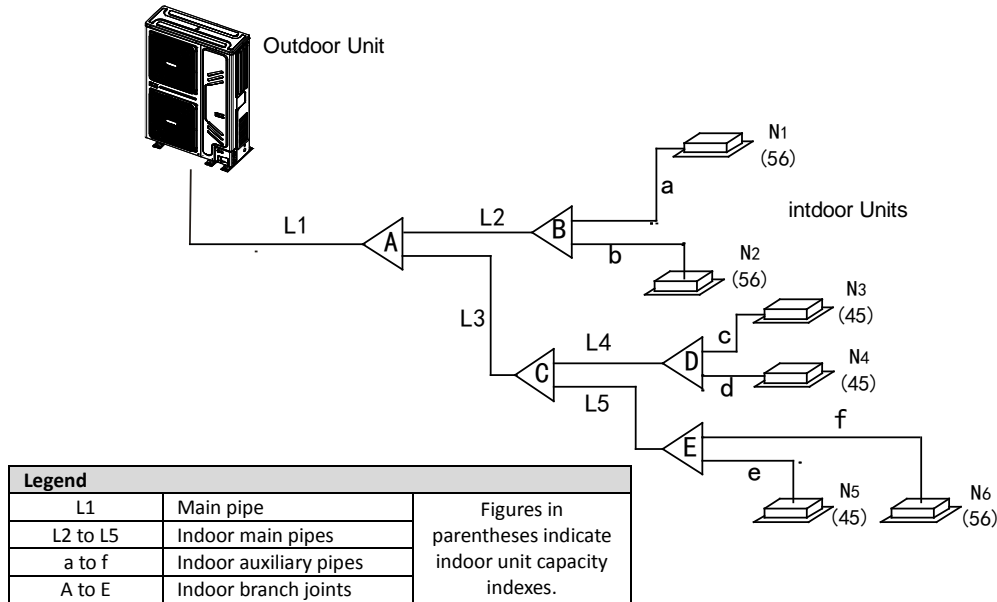 Outdoor Unit
N1
(56)
a
intdoor Units
L1
A
L2
B
b
N2
(56)
N3
(45)
L3
c
L4
D
C
d
N4
(45)
L5
f
E
e
N5
(45)
N6
(56)
Legend
L1 Main pipe
L2 to L5 Indoor main pipes
a to f Indoor auxiliary pipes
A to E Indoor branch joints
Figures in
parentheses indicate
indoor unit capacity
indexes.